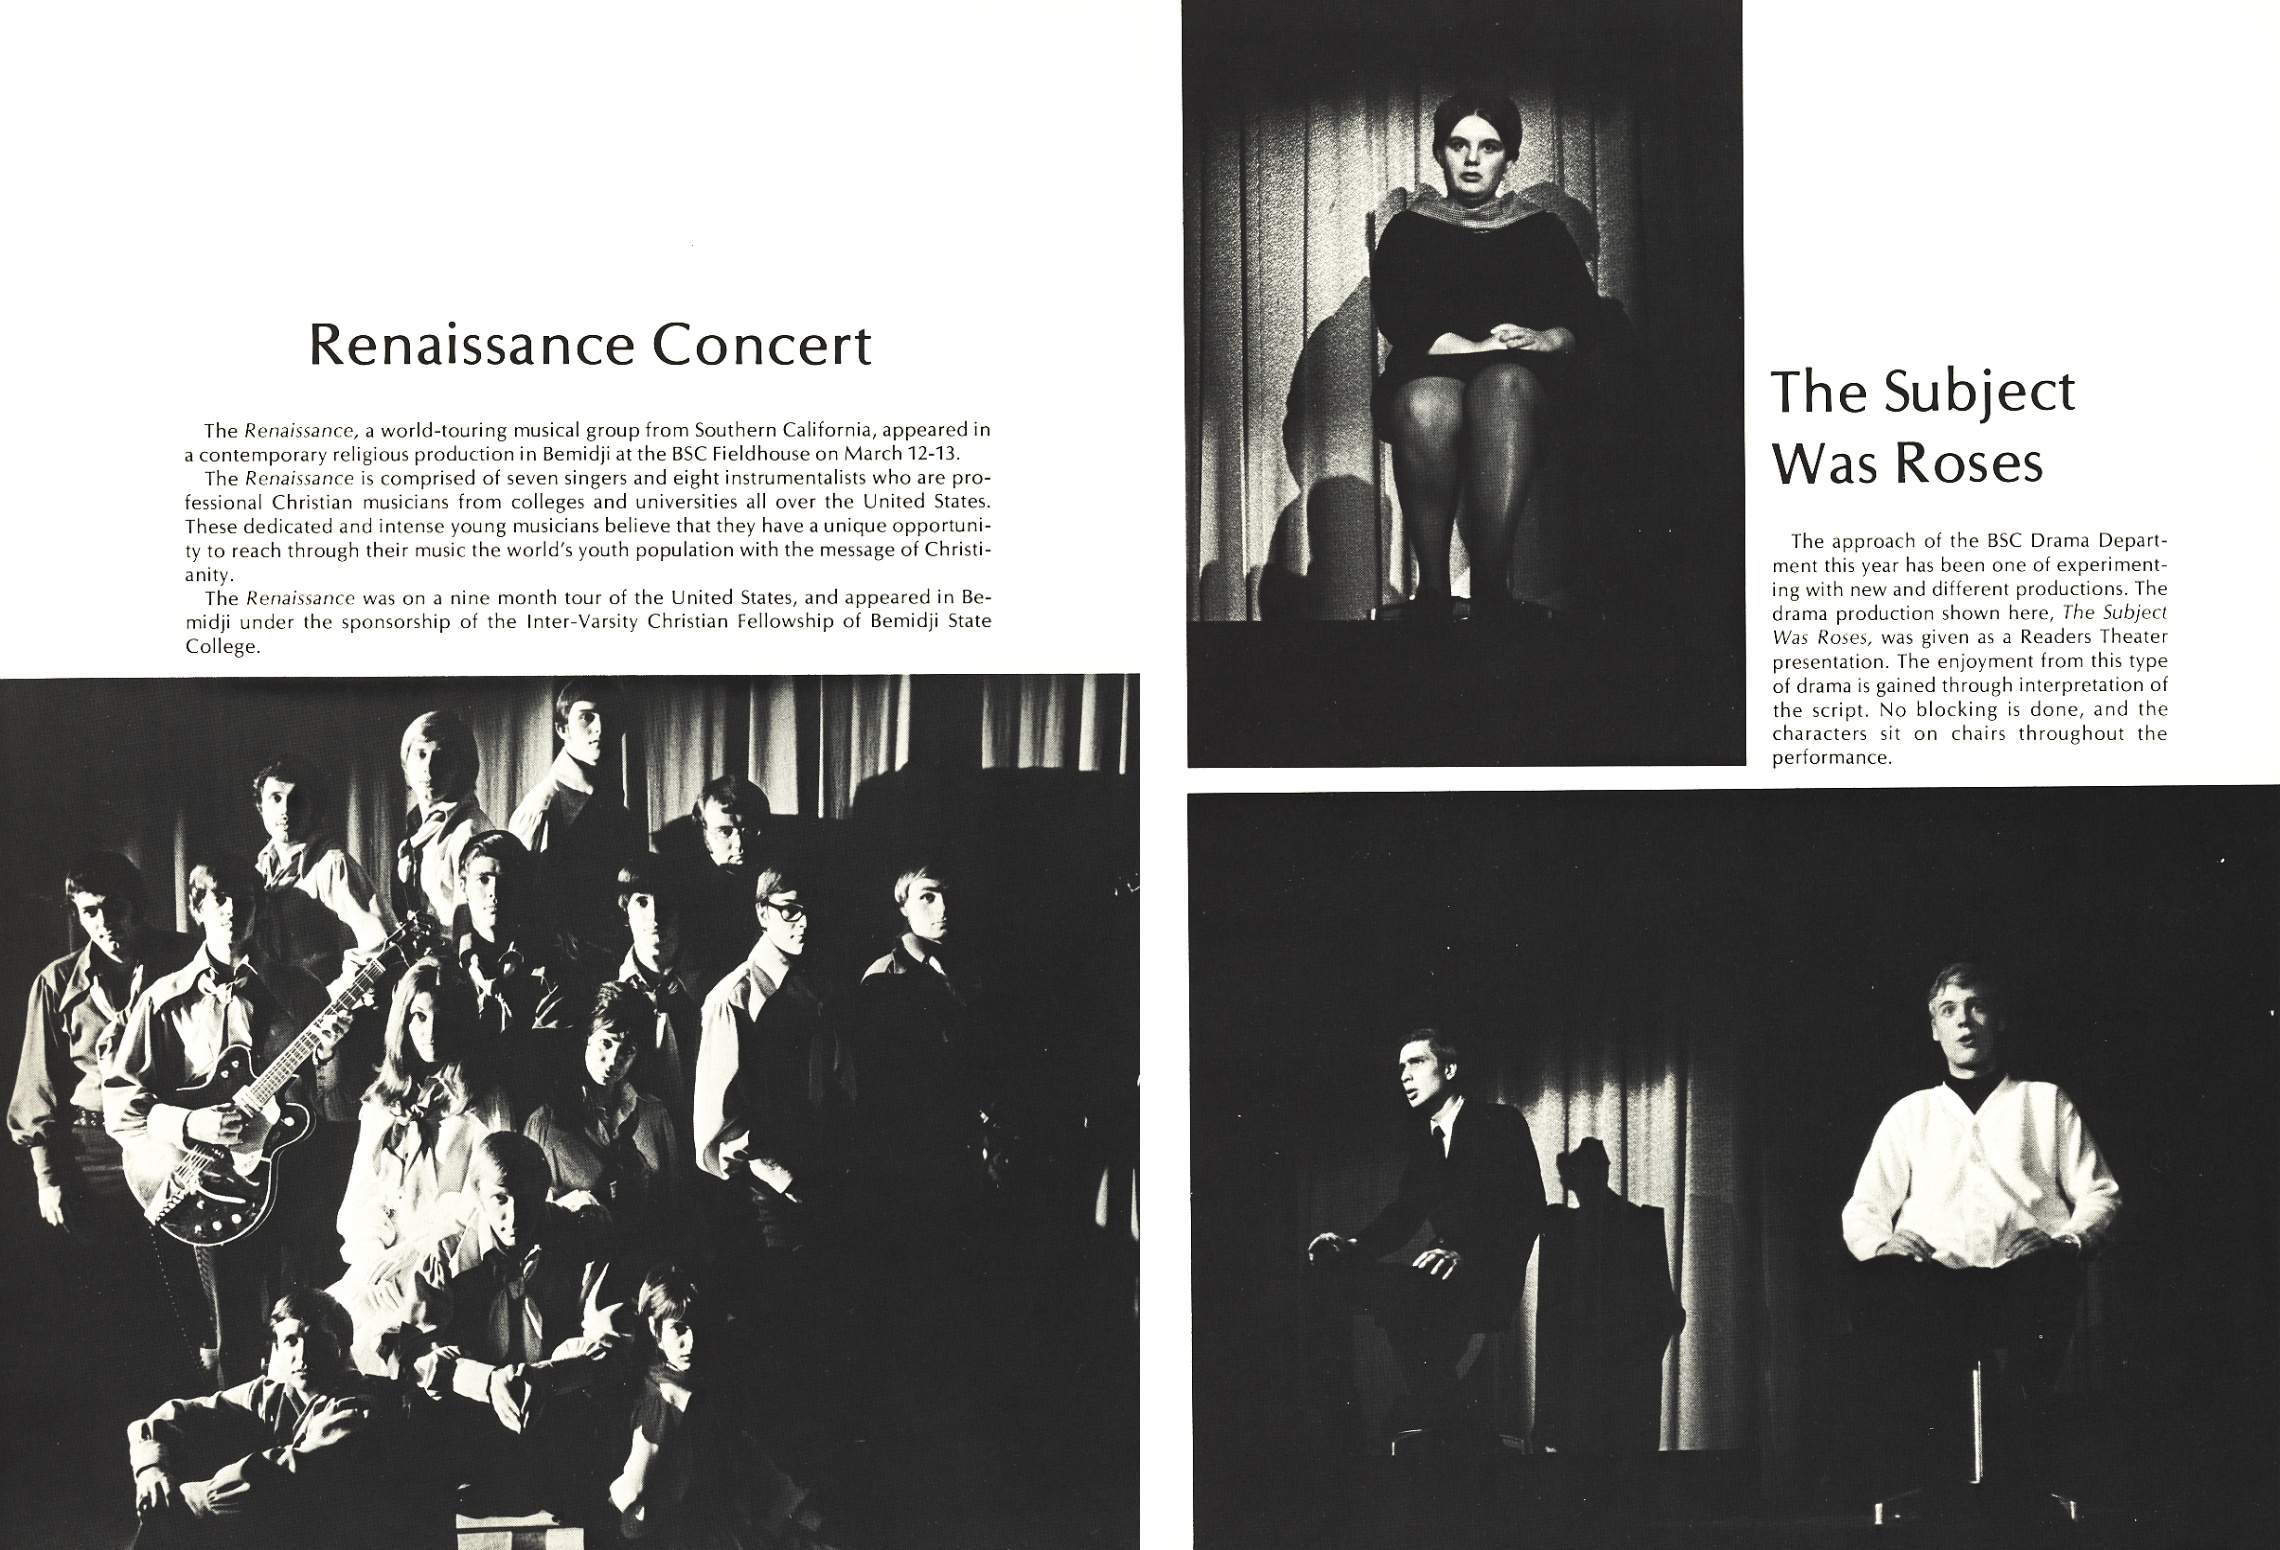 Renaissance Concert
The Renaissance, a world-touring musical group from Southern California, appeared in
a contemporary religious production in Bemidji at the BSC Fieldhouse on March 12-13.
The Renaissance is comprised of seven singers and eight instrumentalists who are pro-
fessional Christian musicians from colleges and universities all over the United States.
These dedicated and intense young musicians believe that they have a unique opportuni-
ty to reach through their music the world's youth population with the message of Christi-
anity.
The Renaissance was on a nine month tour of the United States, and appeared in Be-
midji under the sponsorship of the Inter-Varsity Christian Fellowship of Bemidji State
College.
The Subject
Was Roses
The approach of the BSC Drama Depart-
ment this year has been one of experiment-
ing with new and different productions. The
drama production shown here, The Subject
Was Roses, was given as a Readers Theater
presentation. The enjoyment from this type
of drama is gained through interpretation of
the script. No blocking is done, and the
characters sit on chairs throughout the
performance.